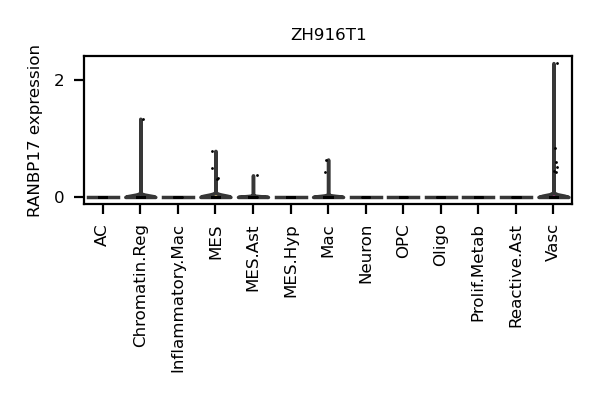 ZH916T1
RANBP17 expression
2
0
AC
Chromatin.Reg
Inflammatory.Mac
MES
MES.Ast
MES.Hyp
Mac
Neuron
OPC
Oligo
Prolif.Metab
Reactive.Ast
Vasc